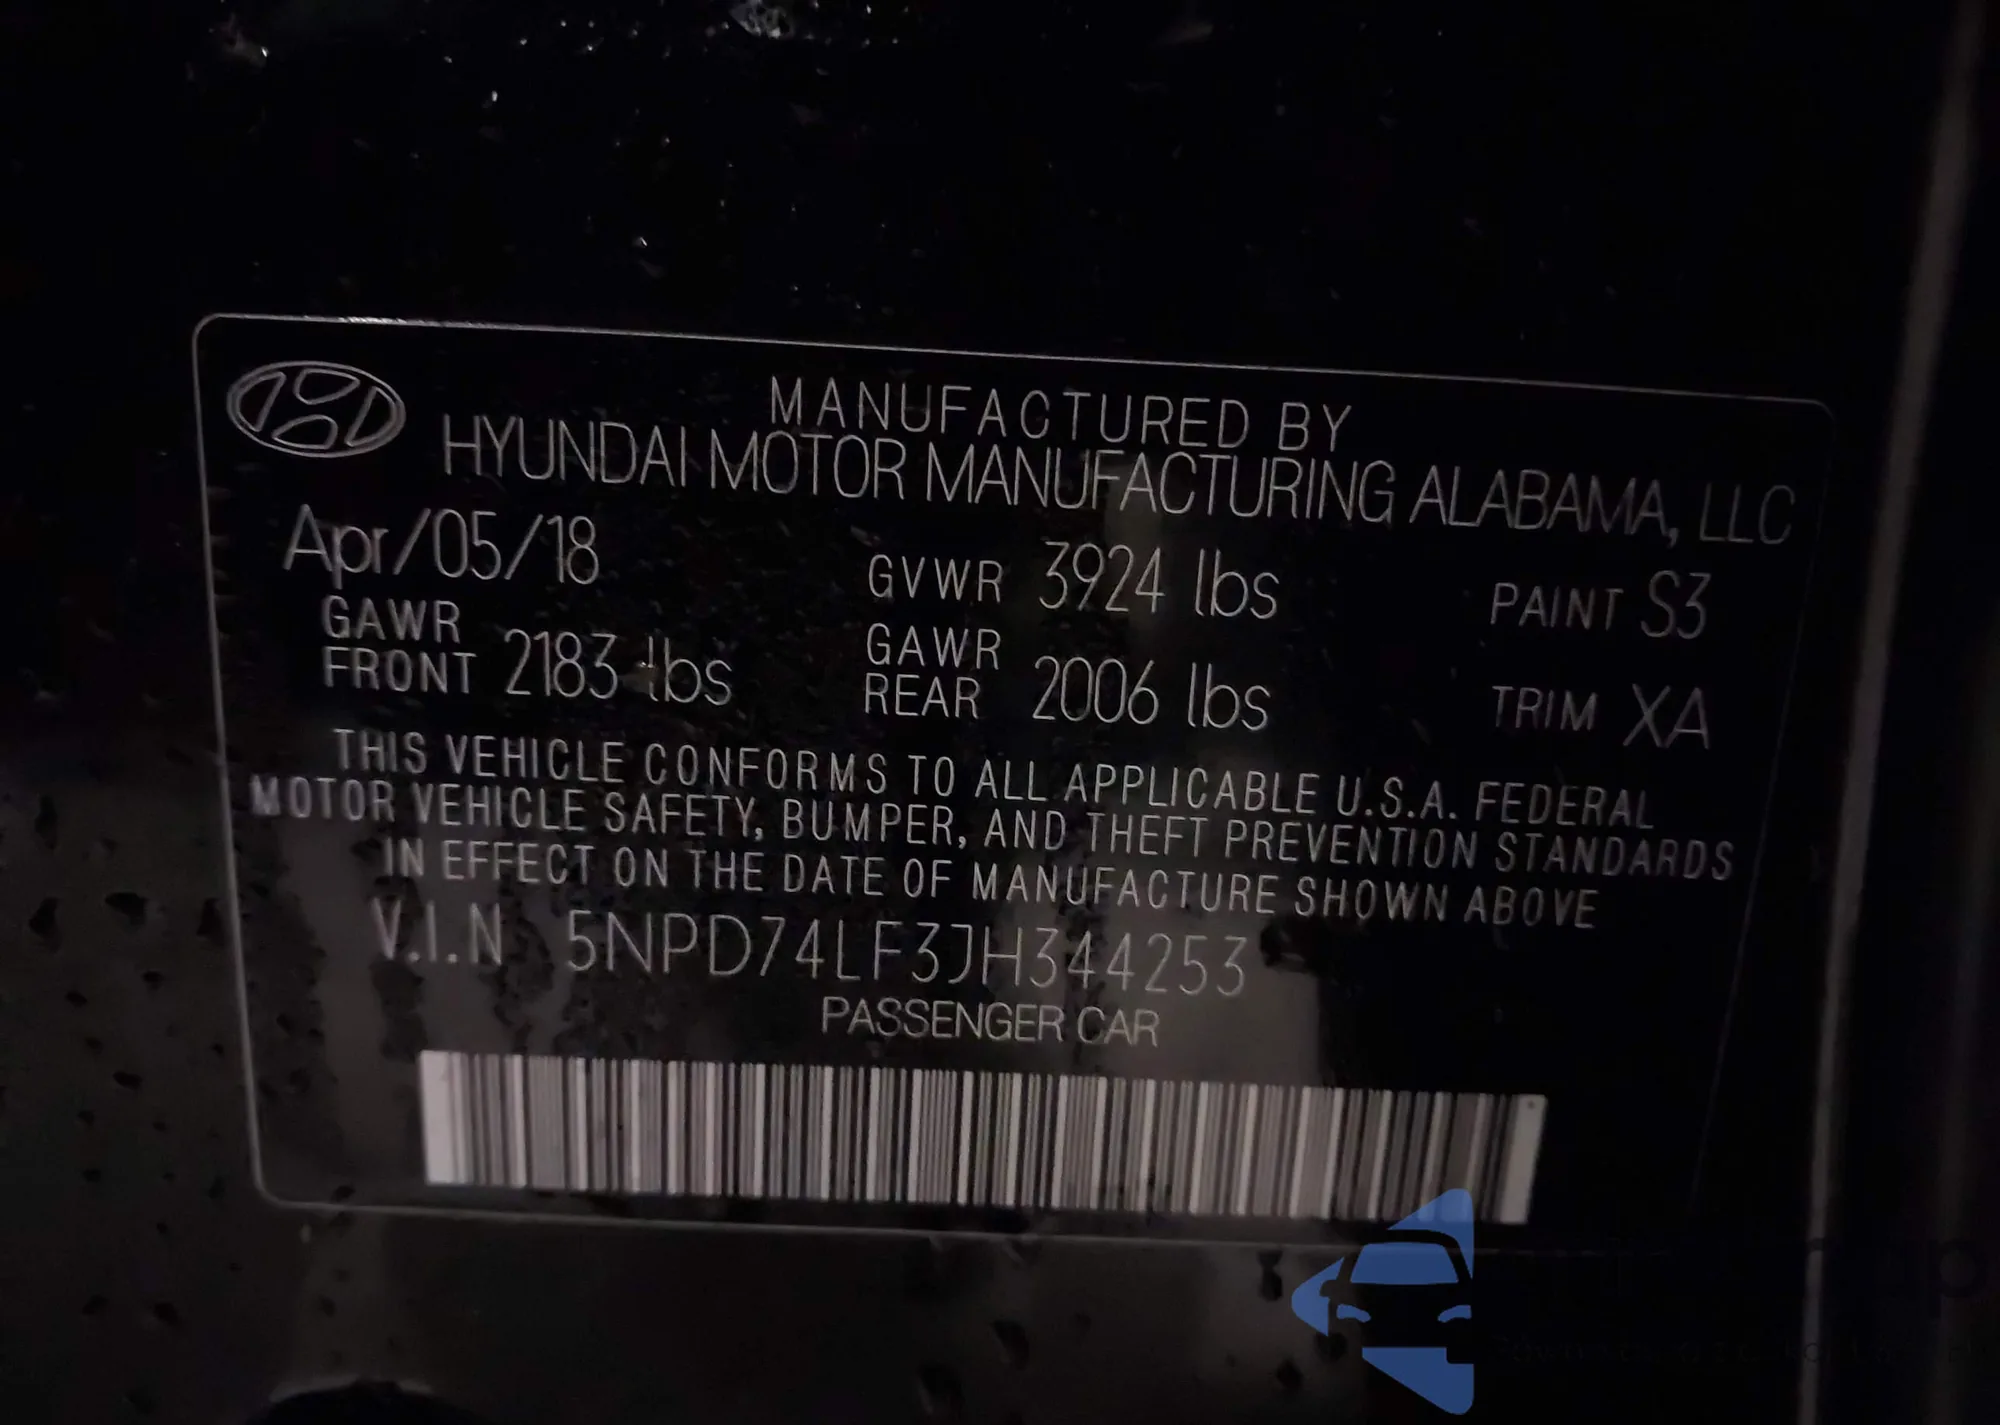 MANUFACTURED BY
HYUNDAI MOTOR MANUFACTURING ALABAMA, LLC
Apr/05/18 GVWR 3924 lbs PAINT S3
GAWR FRONT 2183 lbs GAWR REAR 2006 lbs TRIM XA
THIS VEHICLE CONFORMS TO ALL APPLICABLE U.S.A. FEDERAL
MOTOR VEHICLE SAFETY, BUMPER, AND THEFT PREVENTION STANDARDS
IN EFFECT ON THE DATE OF MANUFACTURE SHOWN ABOVE
V.I.N 5NPD74LF3JH344253
PASSENGER CAR